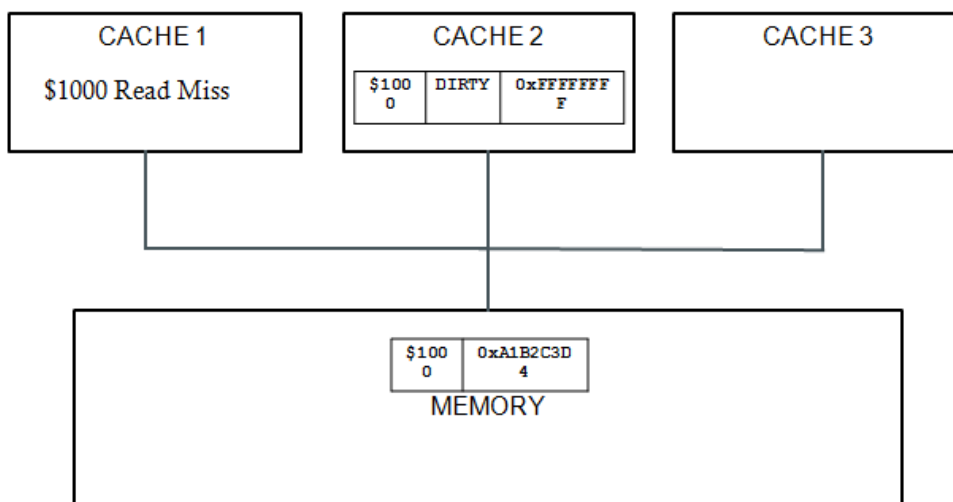 CACHE 1
$1000 Read Miss
CACHE 2
$100 DIRTY 0xFFFFFFF
0 F
CACHE 3
$100 0xA1B2C3D
0 4
MEMORY